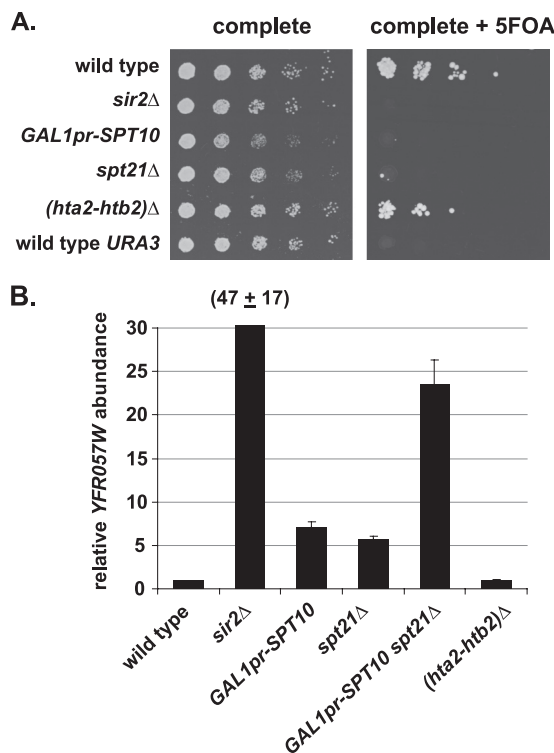 A.
complete
complete + 5FOA
wild type
sir2Δ
GAL1pr-SPT10
spt21Δ
(hta2-htb2)Δ
wild type URA3
B.
(47 ± 17)
relative YFR057W abundance
30
25
20
15
10
5
0
wild type
sir2Δ
GAL1pr-SPT10
spt21Δ
GAL1pr-SPT10 spt21Δ
(hta2-htb2)Δ